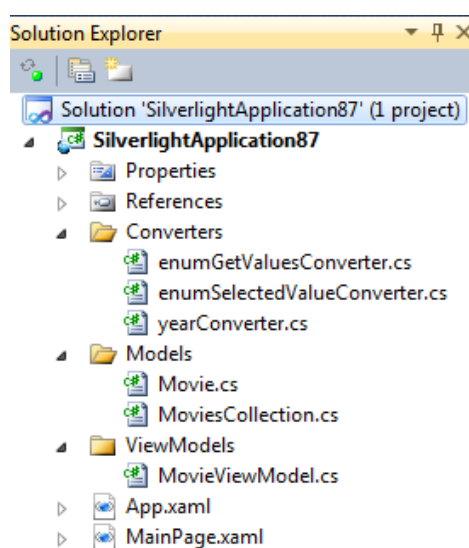 Solution Explorer
Solution 'SilverlightApplication87' (1 project)
SilverlightApplication87
Properties
References
Converters
enumGetValuesConverter.cs
enumSelectedValueConverter.cs
yearConverter.cs
Models
Movie.cs
MoviesCollection.cs
ViewModels
MovieViewModel.cs
App.xaml
MainPage.xaml